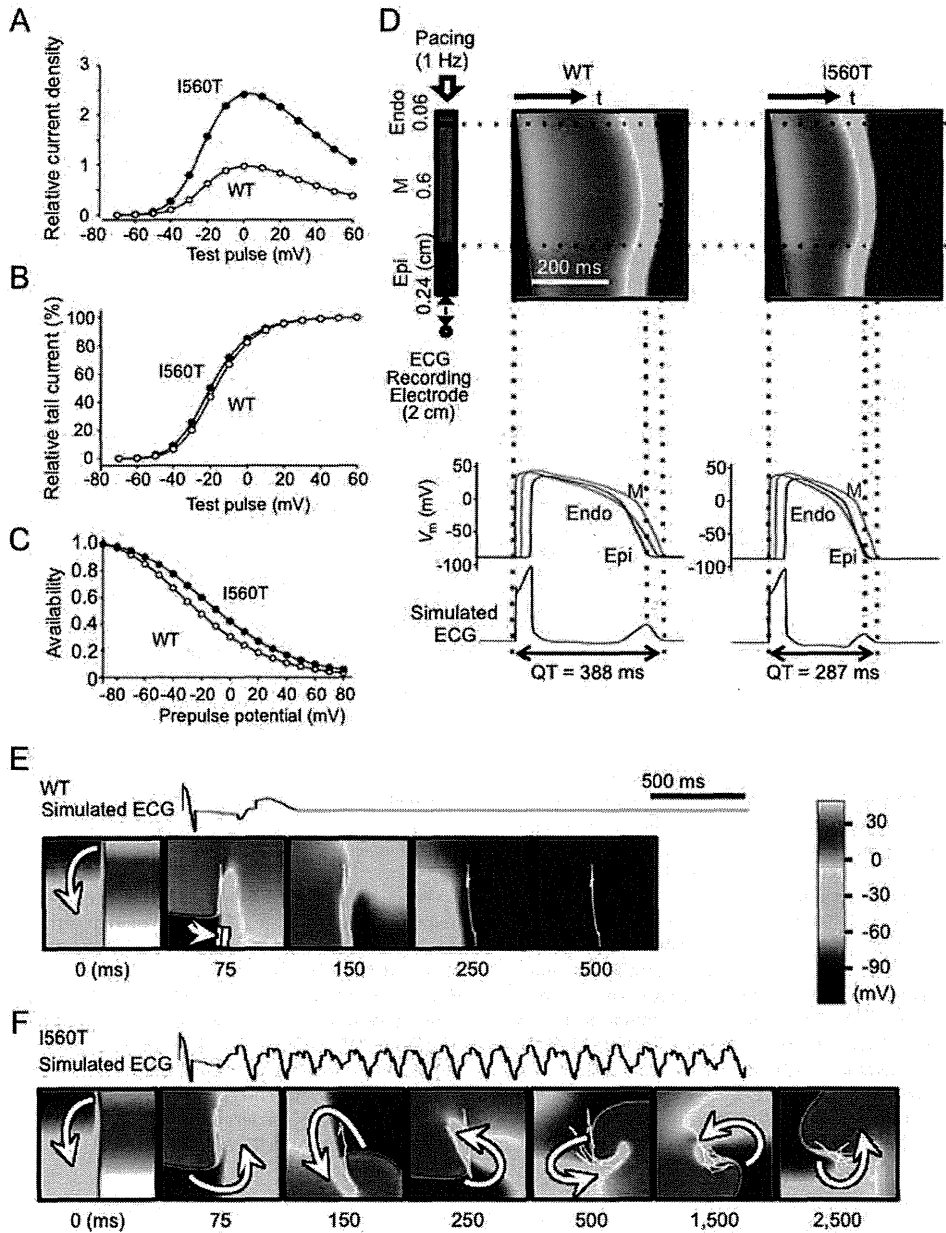 A
Relative current density
3
2
1
0
I560T
WT
-80 -60 -40 -20 0 20 40 60
Test pulse (mV)
B
Relative tail current (%)
100
80
60
40
20
0
I560T
WT
-80 -60 -40 -20 0 20 40 60
Test pulse (mV)
C
Availability
1.0
0.8
0.6
0.4
0.2
0
I560T
WT
-80 -60 -40 -20 0 20 40 60 80
Prepulse potential (mV)
D
Pacing
(1 Hz)
Endo
0.06
M
0.6
Epi
0.24 (cm)
ECG
Recording
Electrode
(2 cm)
WT
t
200 ms
I560T
t
Vm (mV)
50
0
-50
-100
M
Endo
Epi
50
0
-50
-100
M
Endo
Epi
Simulated
ECG
QT = 388 ms
QT = 287 ms
E
WT
Simulated ECG
500 ms
0 (ms) 75 150 250 500
30
0
-30
-60
-90
(mV)
F
I560T
Simulated ECG
0 (ms) 75 150 250 500 1,500 2,500